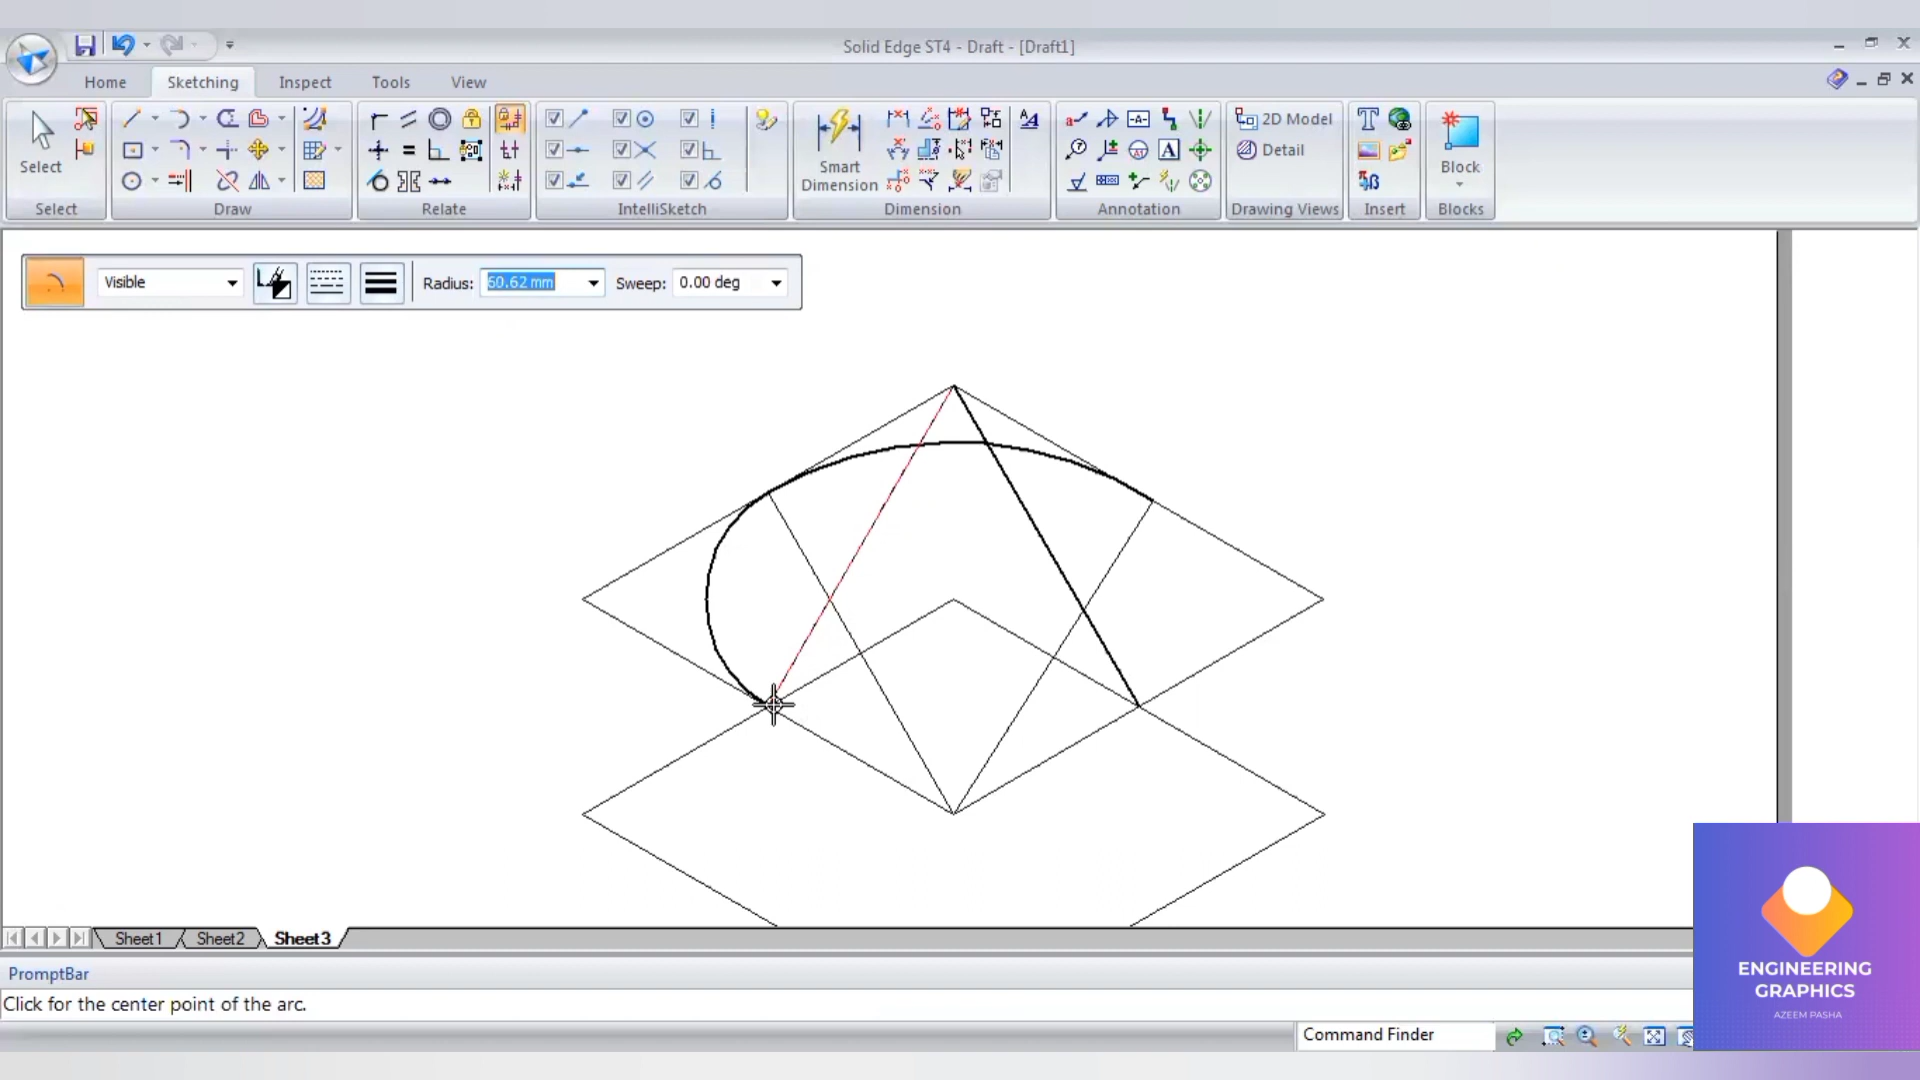 Solid Edge ST4 - Draft - [Draft1]
Home
Sketching
Inspect
Tools
View
Select
Smart
Dimension
2D Model
Detail
Block
Select
Draw
Relate
IntelliSketch
Dimension
Annotation
Drawing Views
Insert
Blocks
Visible
Radius:
60.62 mm
Sweep:
0.00 deg
Sheet1
Sheet2
Sheet3
PromptBar
Click for the center point of the arc.
Command Finder
ENGINEERING
GRAPHICS
AZEEM PASHA